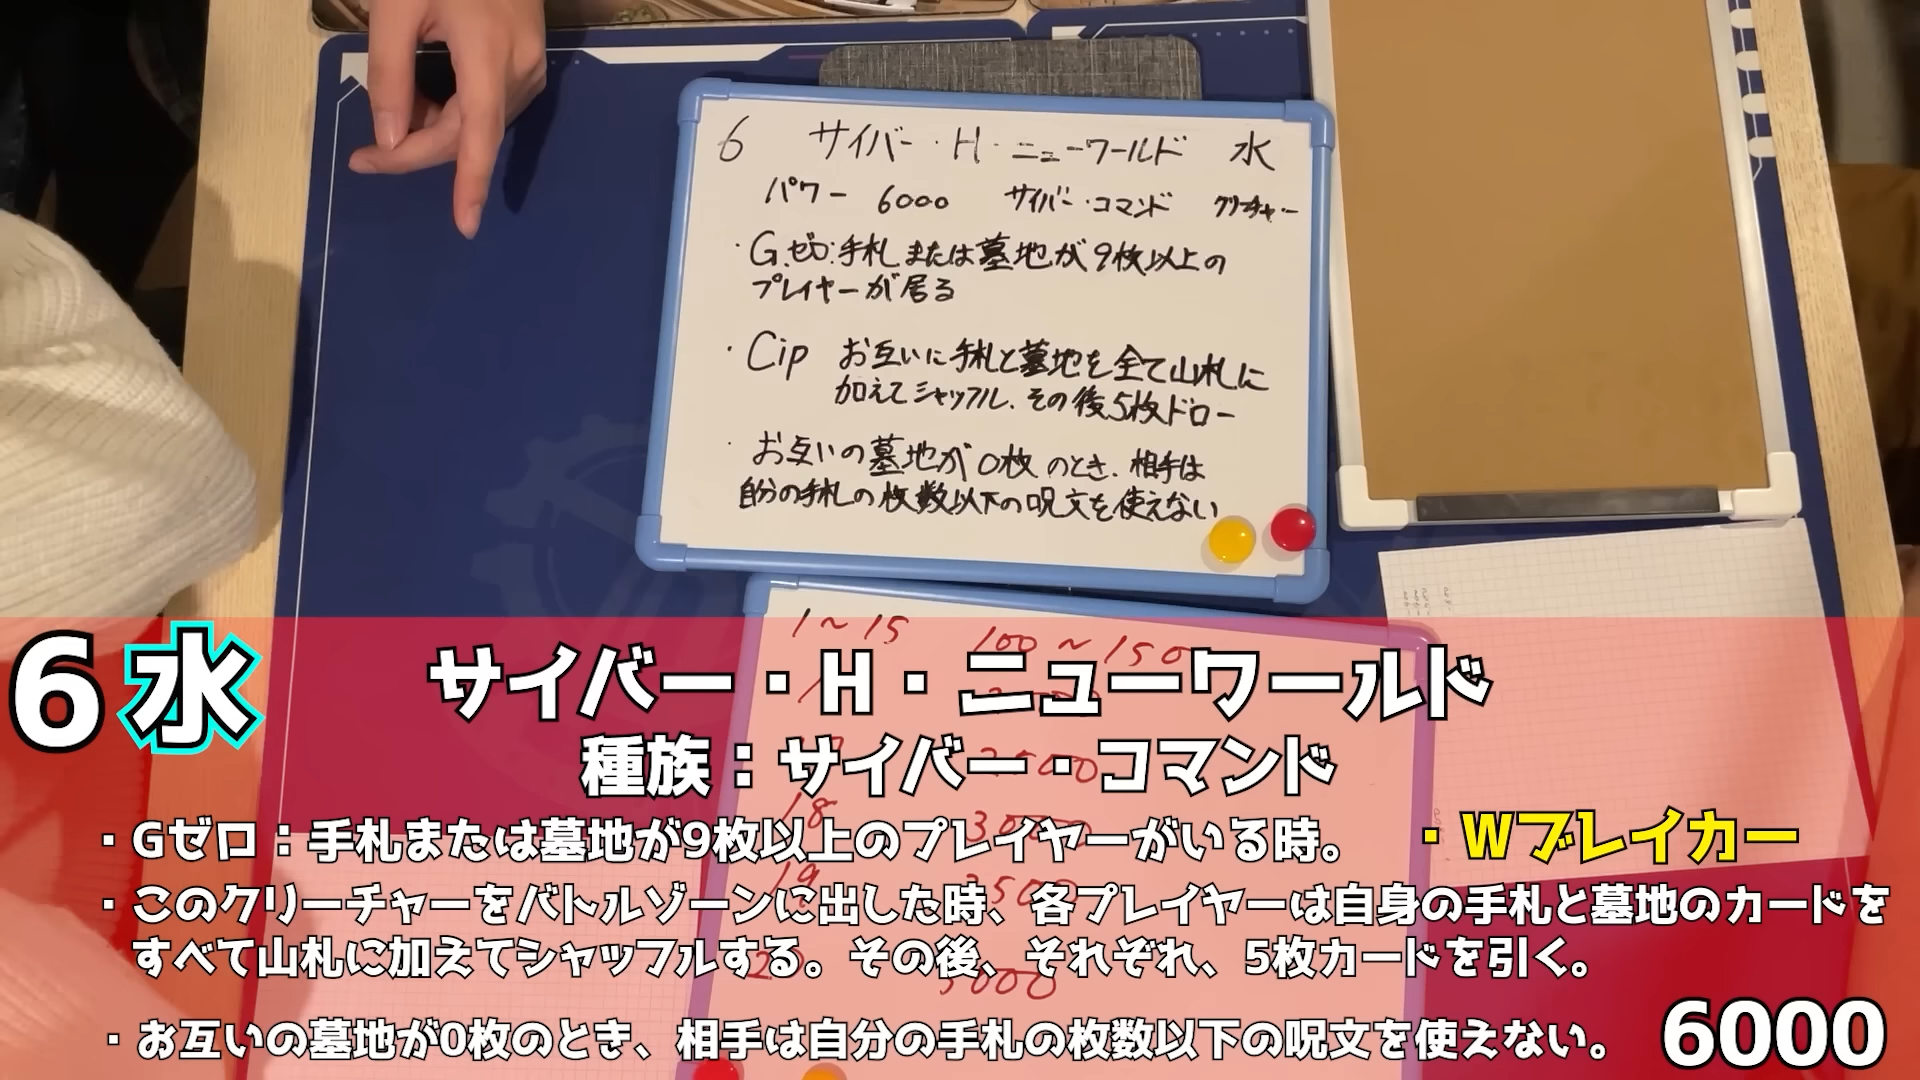 6 サイバー・H・ニューワールド 水
パワー 6000 サイバー・コマンド クリーチャー
・G・ゼロ:手札または墓地が9枚以上の
プレイヤーが居る
・Cip お互いに手札と墓地を全て山札に
加えてシャッフル、その後5枚ドロー
・お互いの墓地が0枚のとき、相手は
自分の手札の枚数以下の呪文を使えない
1~15 100~150
6 水 サイバー・H・ニューワールド
種族:サイバー・コマンド
18 3000
・Gゼロ:手札または墓地が9枚以上のプレイヤーがいる時。 ・Wブレイカー
19 3500
・このクリーチャーをバトルゾーンに出した時、各プレイヤーは自身の手札と墓地のカードを
すべて山札に加えてシャッフルする。その後、それぞれ、5枚カードを引く。
5000
・お互いの墓地が0枚のとき、相手は自分の手札の枚数以下の呪文を使えない。 6000